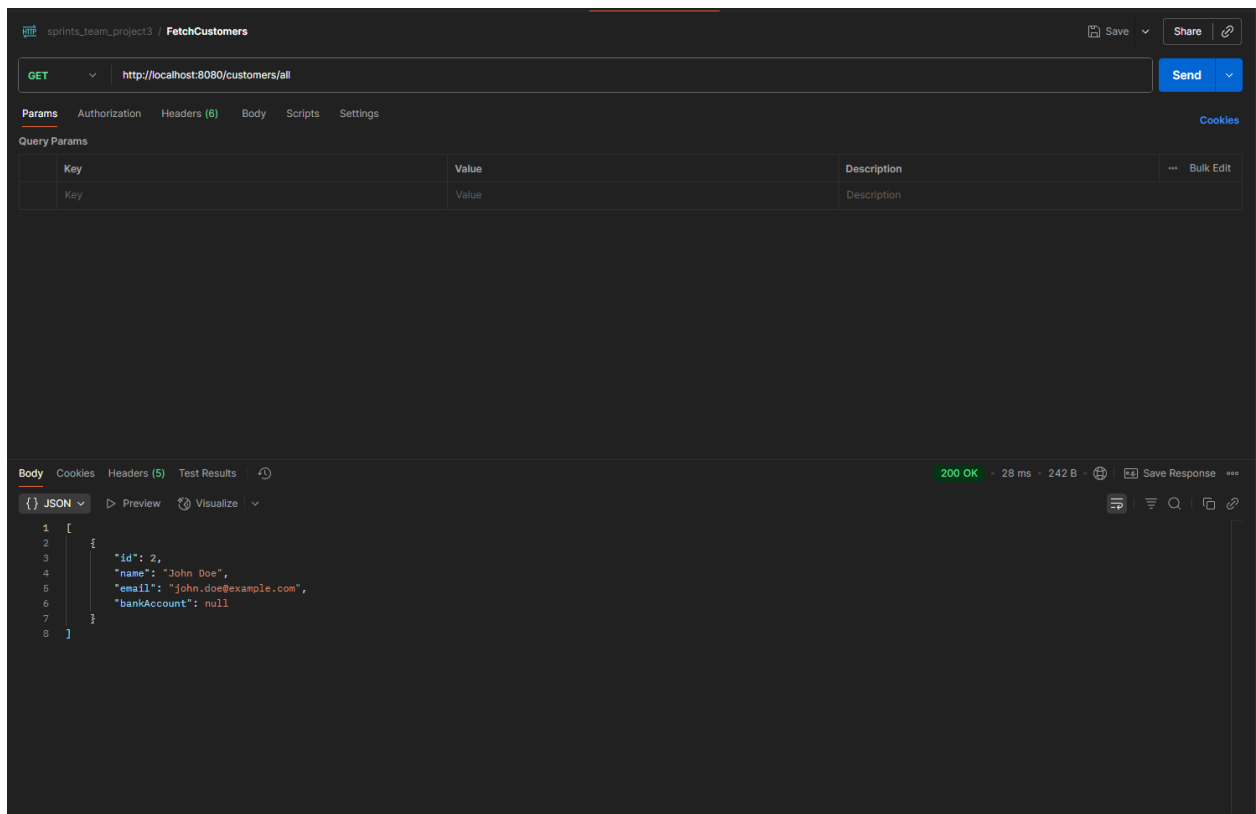 HTTP sprints_team_project3 / FetchCustomers Save Share
GET http://localhost:8080/customers/all Send
Params Authorization Headers (6) Body Scripts Settings Cookies
Query Params
Key Value Description Bulk Edit
Key Value Description
Body Cookies Headers (5) Test Results 200 OK 28 ms 242 B e.g. Save Response
{} JSON Preview Visualize
1 [
2 {
3 "id": 2,
4 "name": "John Doe",
5 "email": "john.doe@example.com",
6 "bankAccount": null
7 }
8 ]